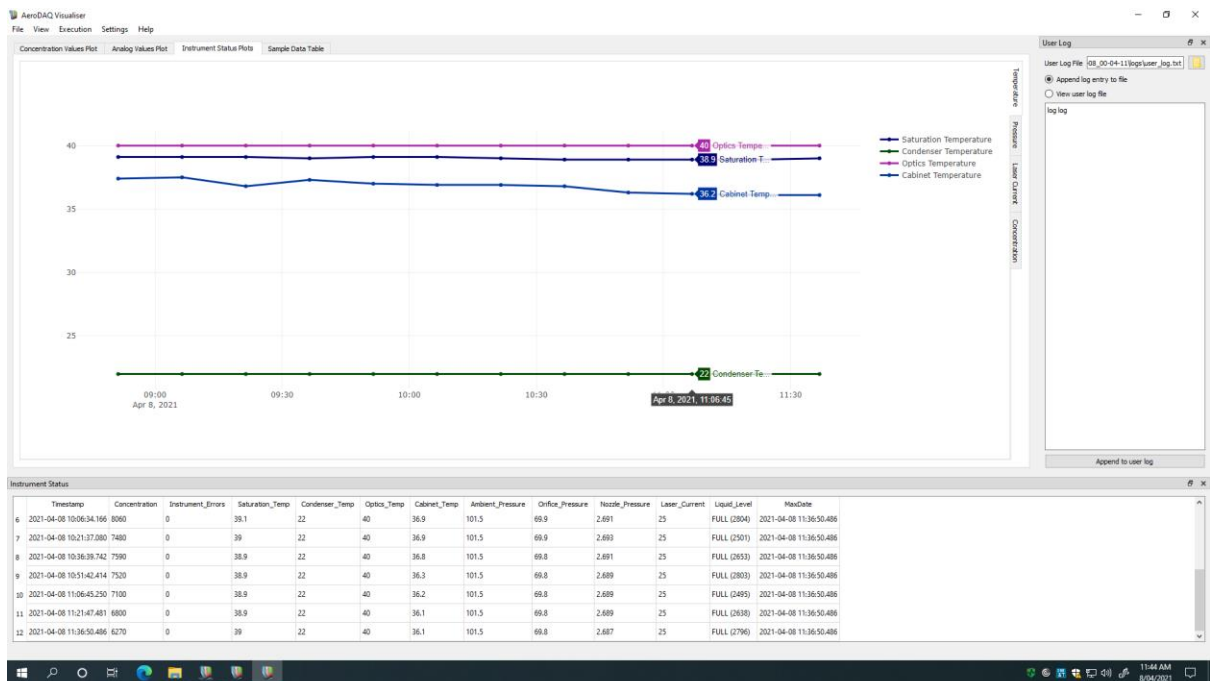 AeroDAQ Visualiser
File View Execution Settings Help
Concentration Values Plot Analog Values Plot Instrument Status Plots Sample Data Table
User Log
User Log File 08_00-04-11\logs\user_log.txt
Append log entry to file
View user log file
log log
Temperature
Pressure
Laser Current
Concentration
40
35
30
25
40 Optics Tempe...
38.9 Saturation T...
36.2 Cabinet Temp...
22 Condenser Te...
Saturation Temperature
Condenser Temperature
Optics Temperature
Cabinet Temperature
09:00 09:30 10:00 10:30 11:30
Apr 8, 2021
Apr 8, 2021, 11:06:45
Append to user log
Instrument Status
Timestamp Concentration Instrument_Errors Saturation_Temp Condenser_Temp Optics_Temp Cabinet_Temp Ambient_Pressure Orifice_Pressure Nozzle_Pressure Laser_Current Liquid_Level MaxDate
6 2021-04-08 10:06:34.166 8060 0 39.1 22 40 36.9 101.5 69.9 2.691 25 FULL (2804) 2021-04-08 11:36:50.486
7 2021-04-08 10:21:37.080 7480 0 39 22 40 36.9 101.5 69.9 2.693 25 FULL (2501) 2021-04-08 11:36:50.486
8 2021-04-08 10:36:39.742 7590 0 38.9 22 40 36.8 101.5 69.8 2.691 25 FULL (2653) 2021-04-08 11:36:50.486
9 2021-04-08 10:51:42.414 7520 0 38.9 22 40 36.3 101.5 69.8 2.689 25 FULL (2803) 2021-04-08 11:36:50.486
10 2021-04-08 11:06:45.250 7100 0 38.9 22 40 36.2 101.5 69.8 2.689 25 FULL (2495) 2021-04-08 11:36:50.486
11 2021-04-08 11:21:47.481 6800 0 38.9 22 40 36.1 101.5 69.8 2.689 25 FULL (2638) 2021-04-08 11:36:50.486
12 2021-04-08 11:36:50.486 6270 0 39 22 40 36.1 101.5 69.8 2.687 25 FULL (2796) 2021-04-08 11:36:50.486
11:44 AM
8/04/2021